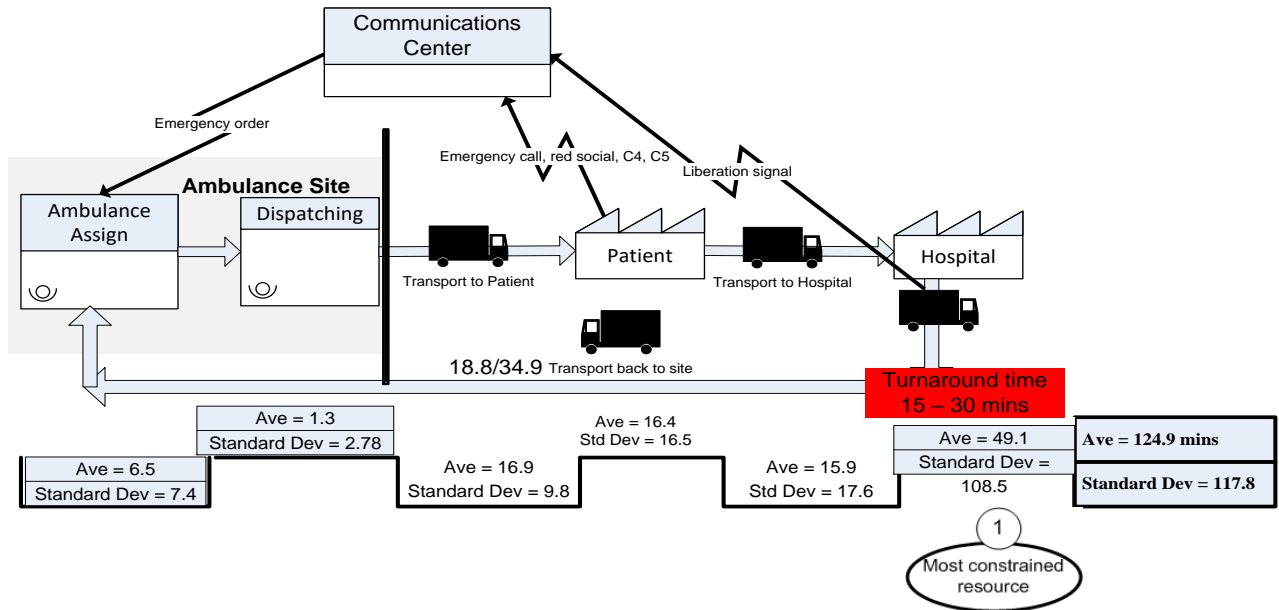 Communications
Center
Emergency order
Emergency call, red social, C4, C5
Liberation signal
Ambulance Site
Ambulance
Assign
Dispatching
Patient
Hospital
Transport to Patient
Transport to Hospital
18.8/34.9 Transport back to site
Turnaround time
15 – 30 mins
Ave = 1.3
Standard Dev = 2.78
Ave = 16.4
Std Dev = 16.5
Ave = 49.1
Standard Dev =
108.5
Ave = 124.9 mins
Standard Dev = 117.8
Ave = 6.5
Standard Dev = 7.4
Ave = 16.9
Standard Dev = 9.8
Ave = 15.9
Std Dev = 17.6
1
Most constrained
resource